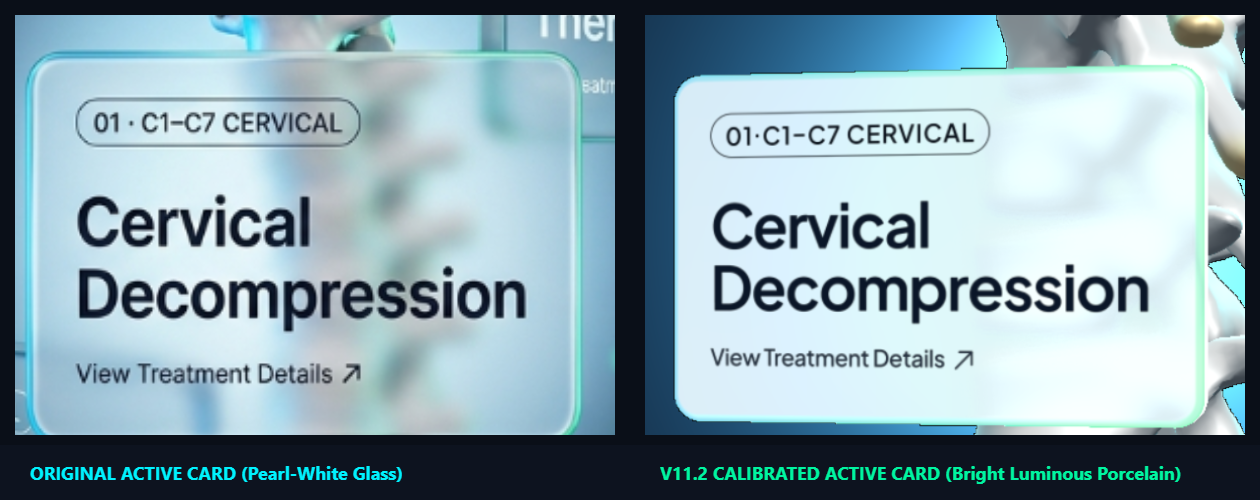 01 · C1–C7 CERVICAL
Cervical
Decompression
View Treatment Details ↗
ORIGINAL ACTIVE CARD (Pearl-White Glass)
01·C1–C7 CERVICAL
Cervical
Decompression
View Treatment Details ↗
V11.2 CALIBRATED ACTIVE CARD (Bright Luminous Porcelain)